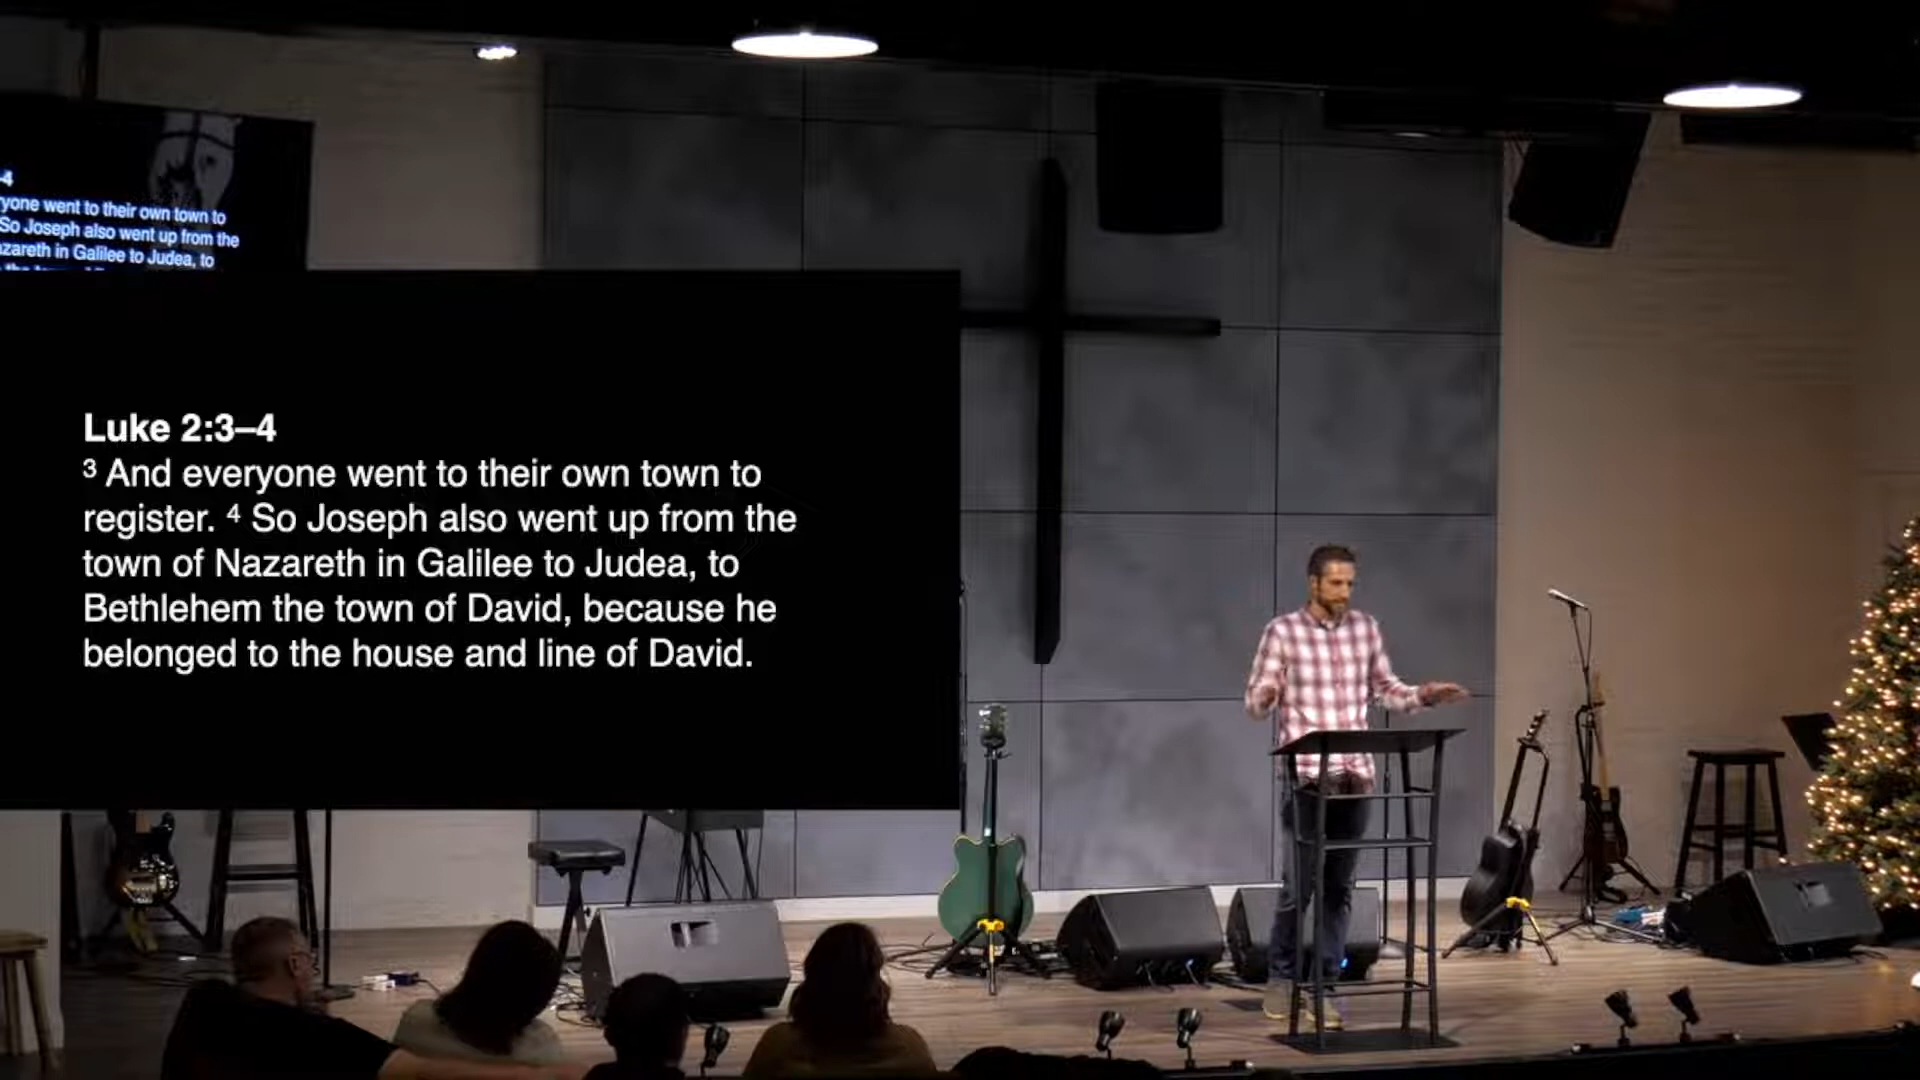 -4
yone went to their own town to
So Joseph also went up from the
zareth in Galilee to Judea, to
Luke 2:3–4
³ And everyone went to their own town to
register. ⁴ So Joseph also went up from the
town of Nazareth in Galilee to Judea, to
Bethlehem the town of David, because he
belonged to the house and line of David.